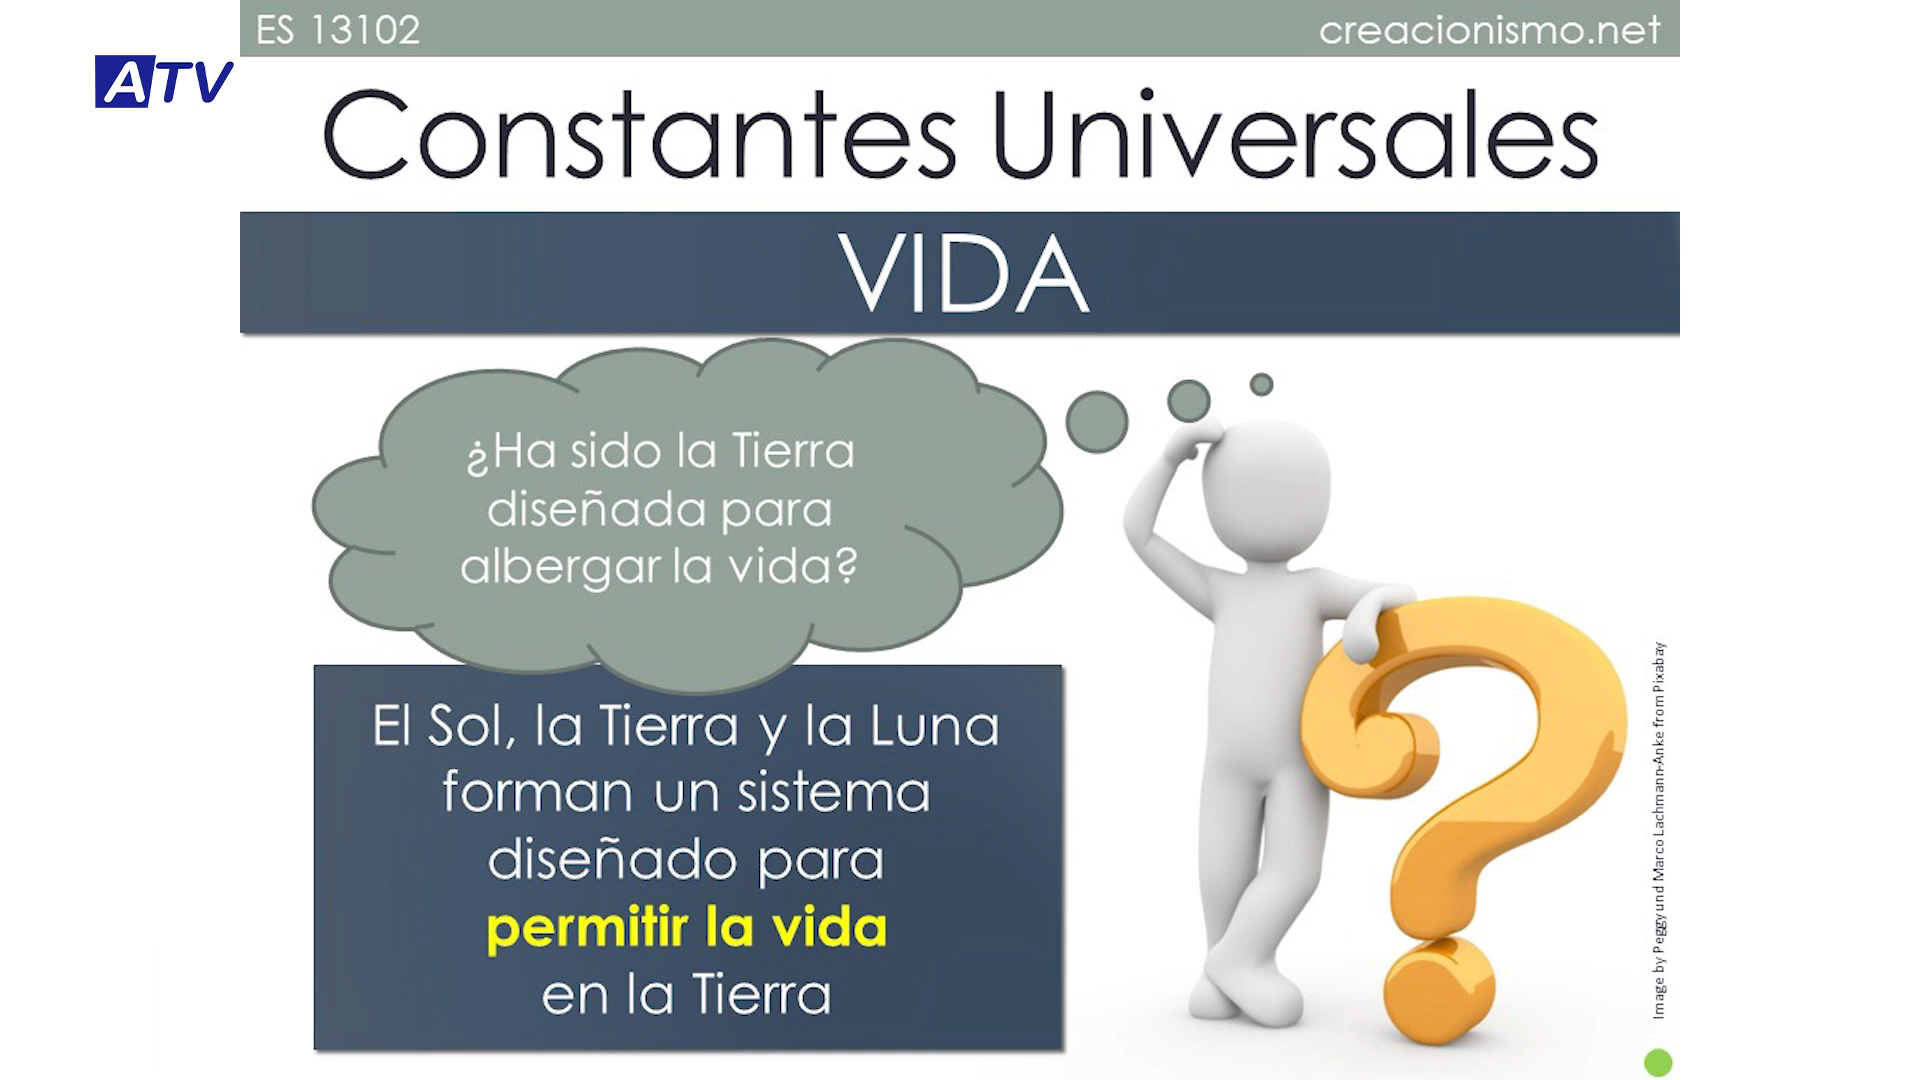 ES 13102
creacionismo.net
ATV
Constantes Universales
VIDA
¿Ha sido la Tierra
diseñada para
albergar la vida?
El Sol, la Tierra y la Luna
forman un sistema
diseñado para
permitir la vida
en la Tierra
Image by Peggy und Marco Lachmann-Anke from Pixabay